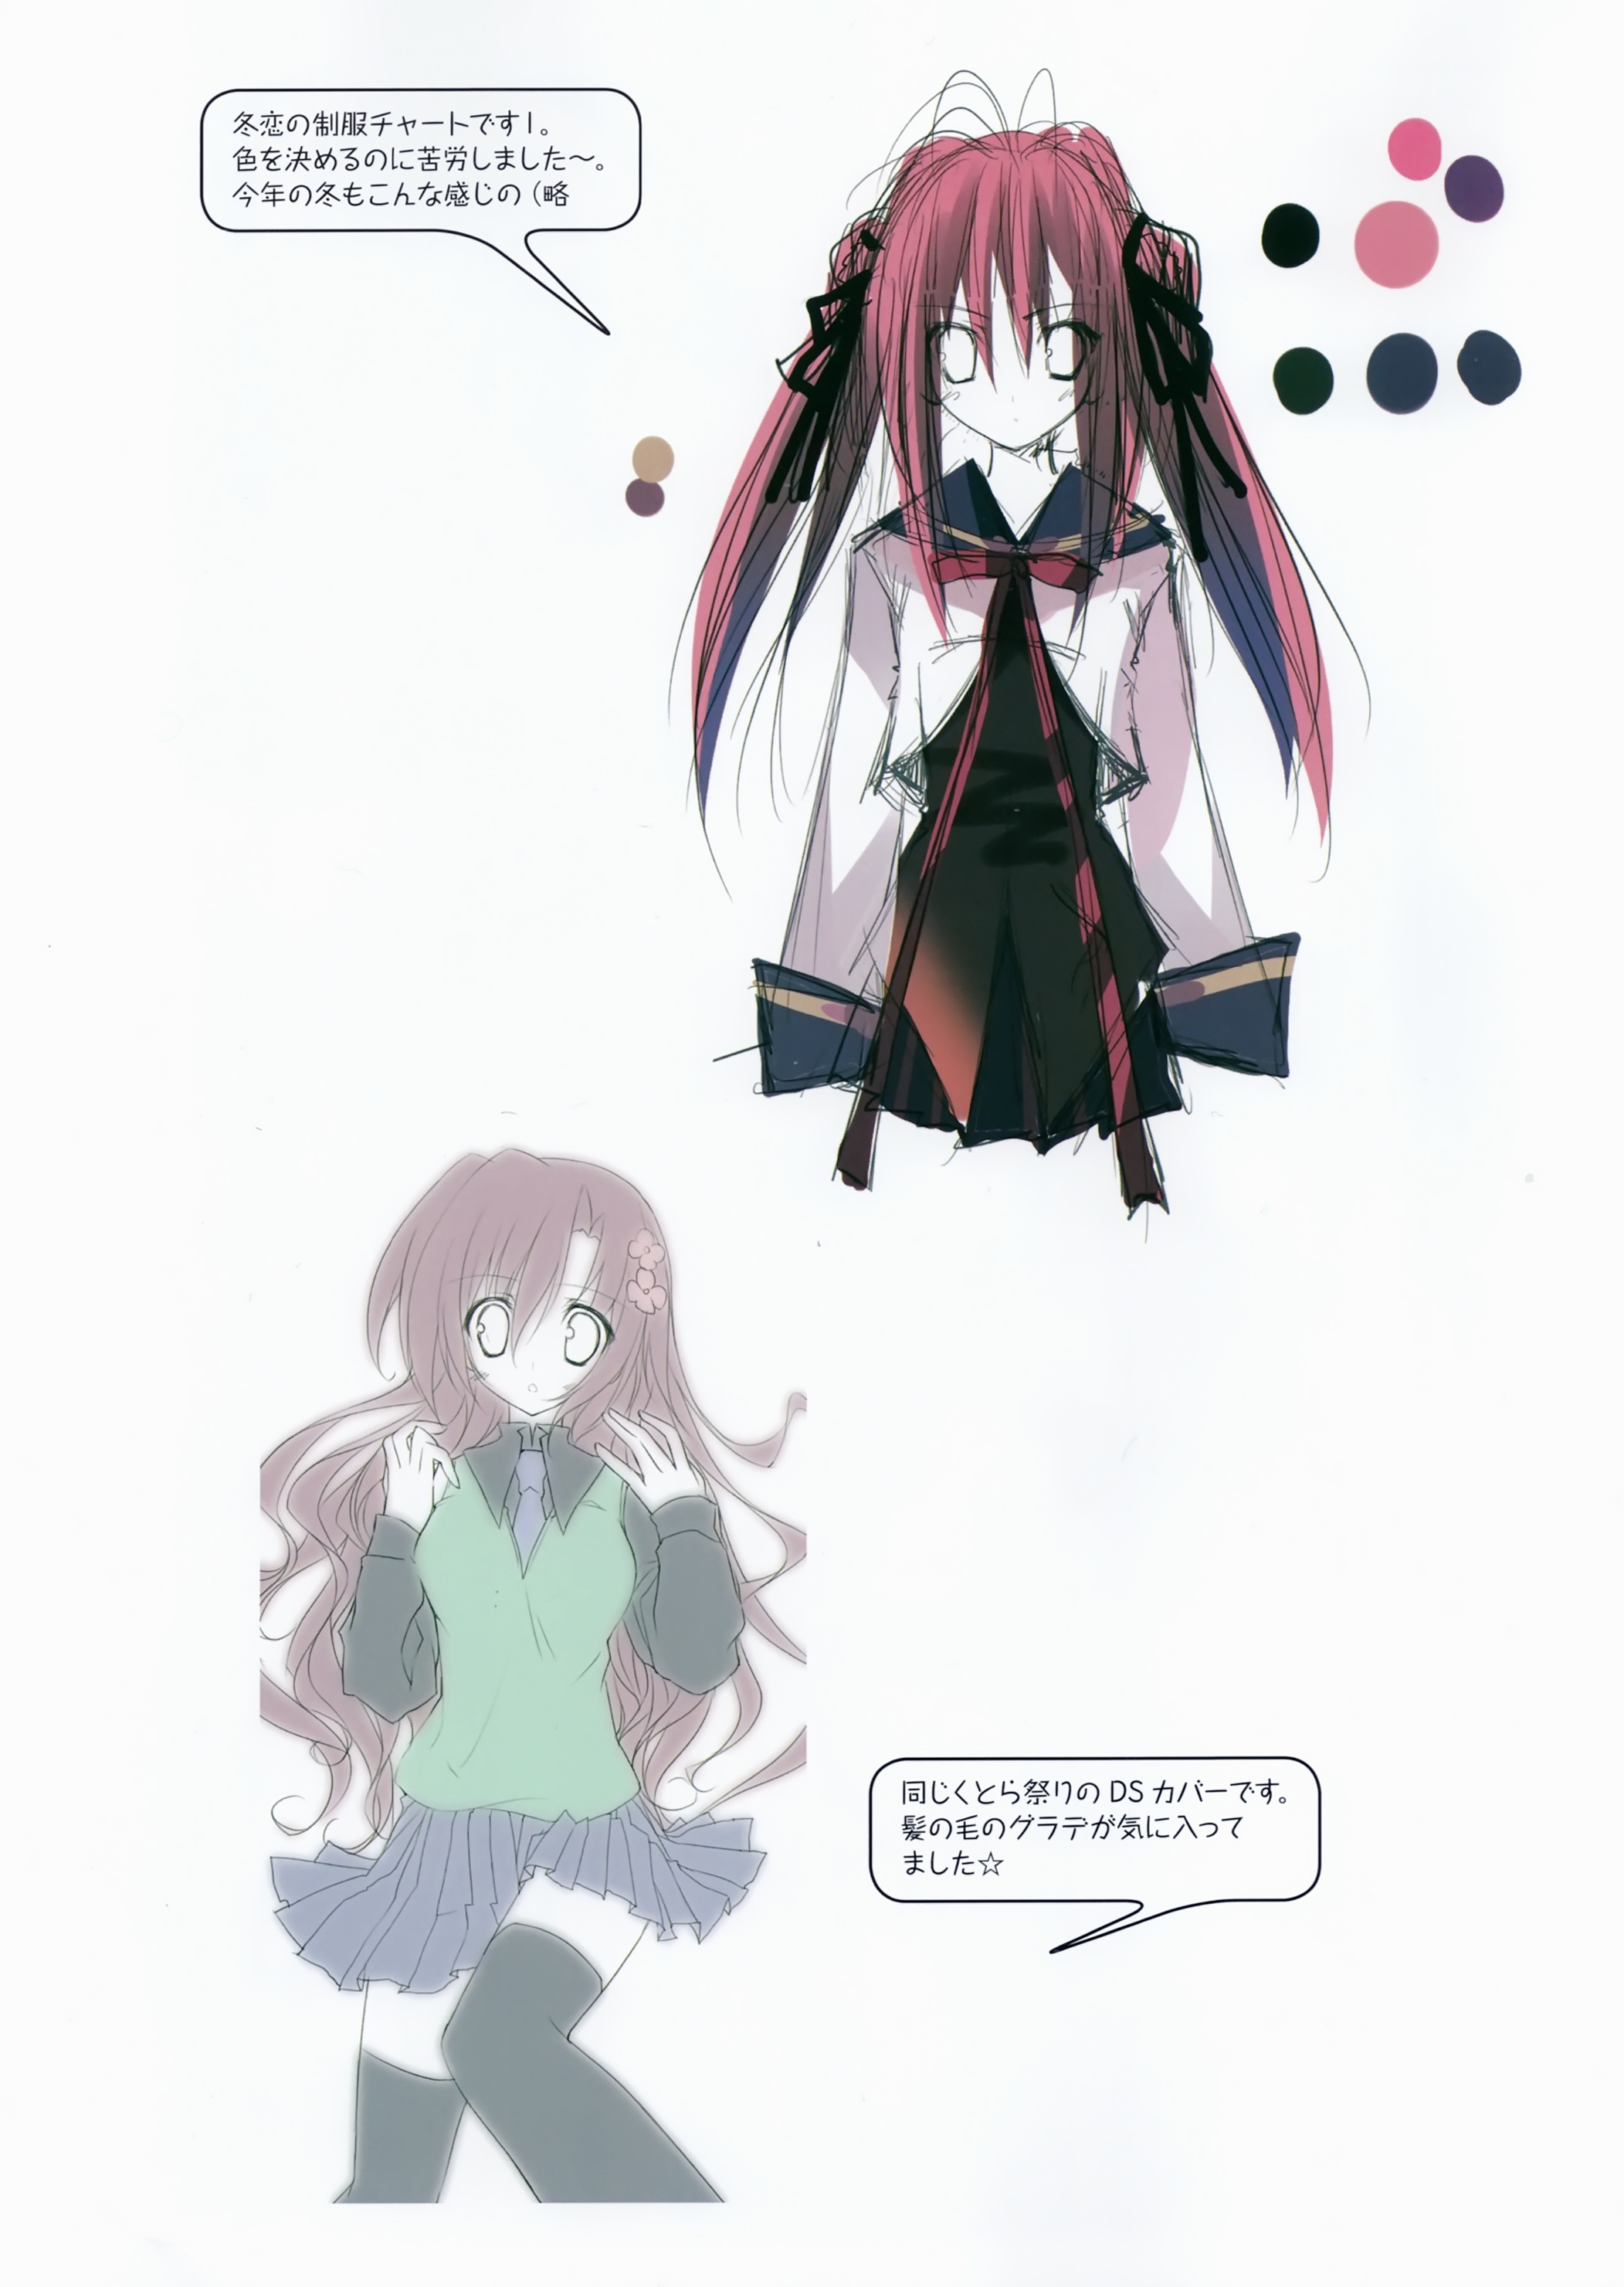 冬恋の制服チャートですー。
色を決めるのに苦労しました～。
今年の冬もこんな感じの（略
同じくとら祭りの DS カバーです。
髪の毛のグラデが気に入って
ました☆